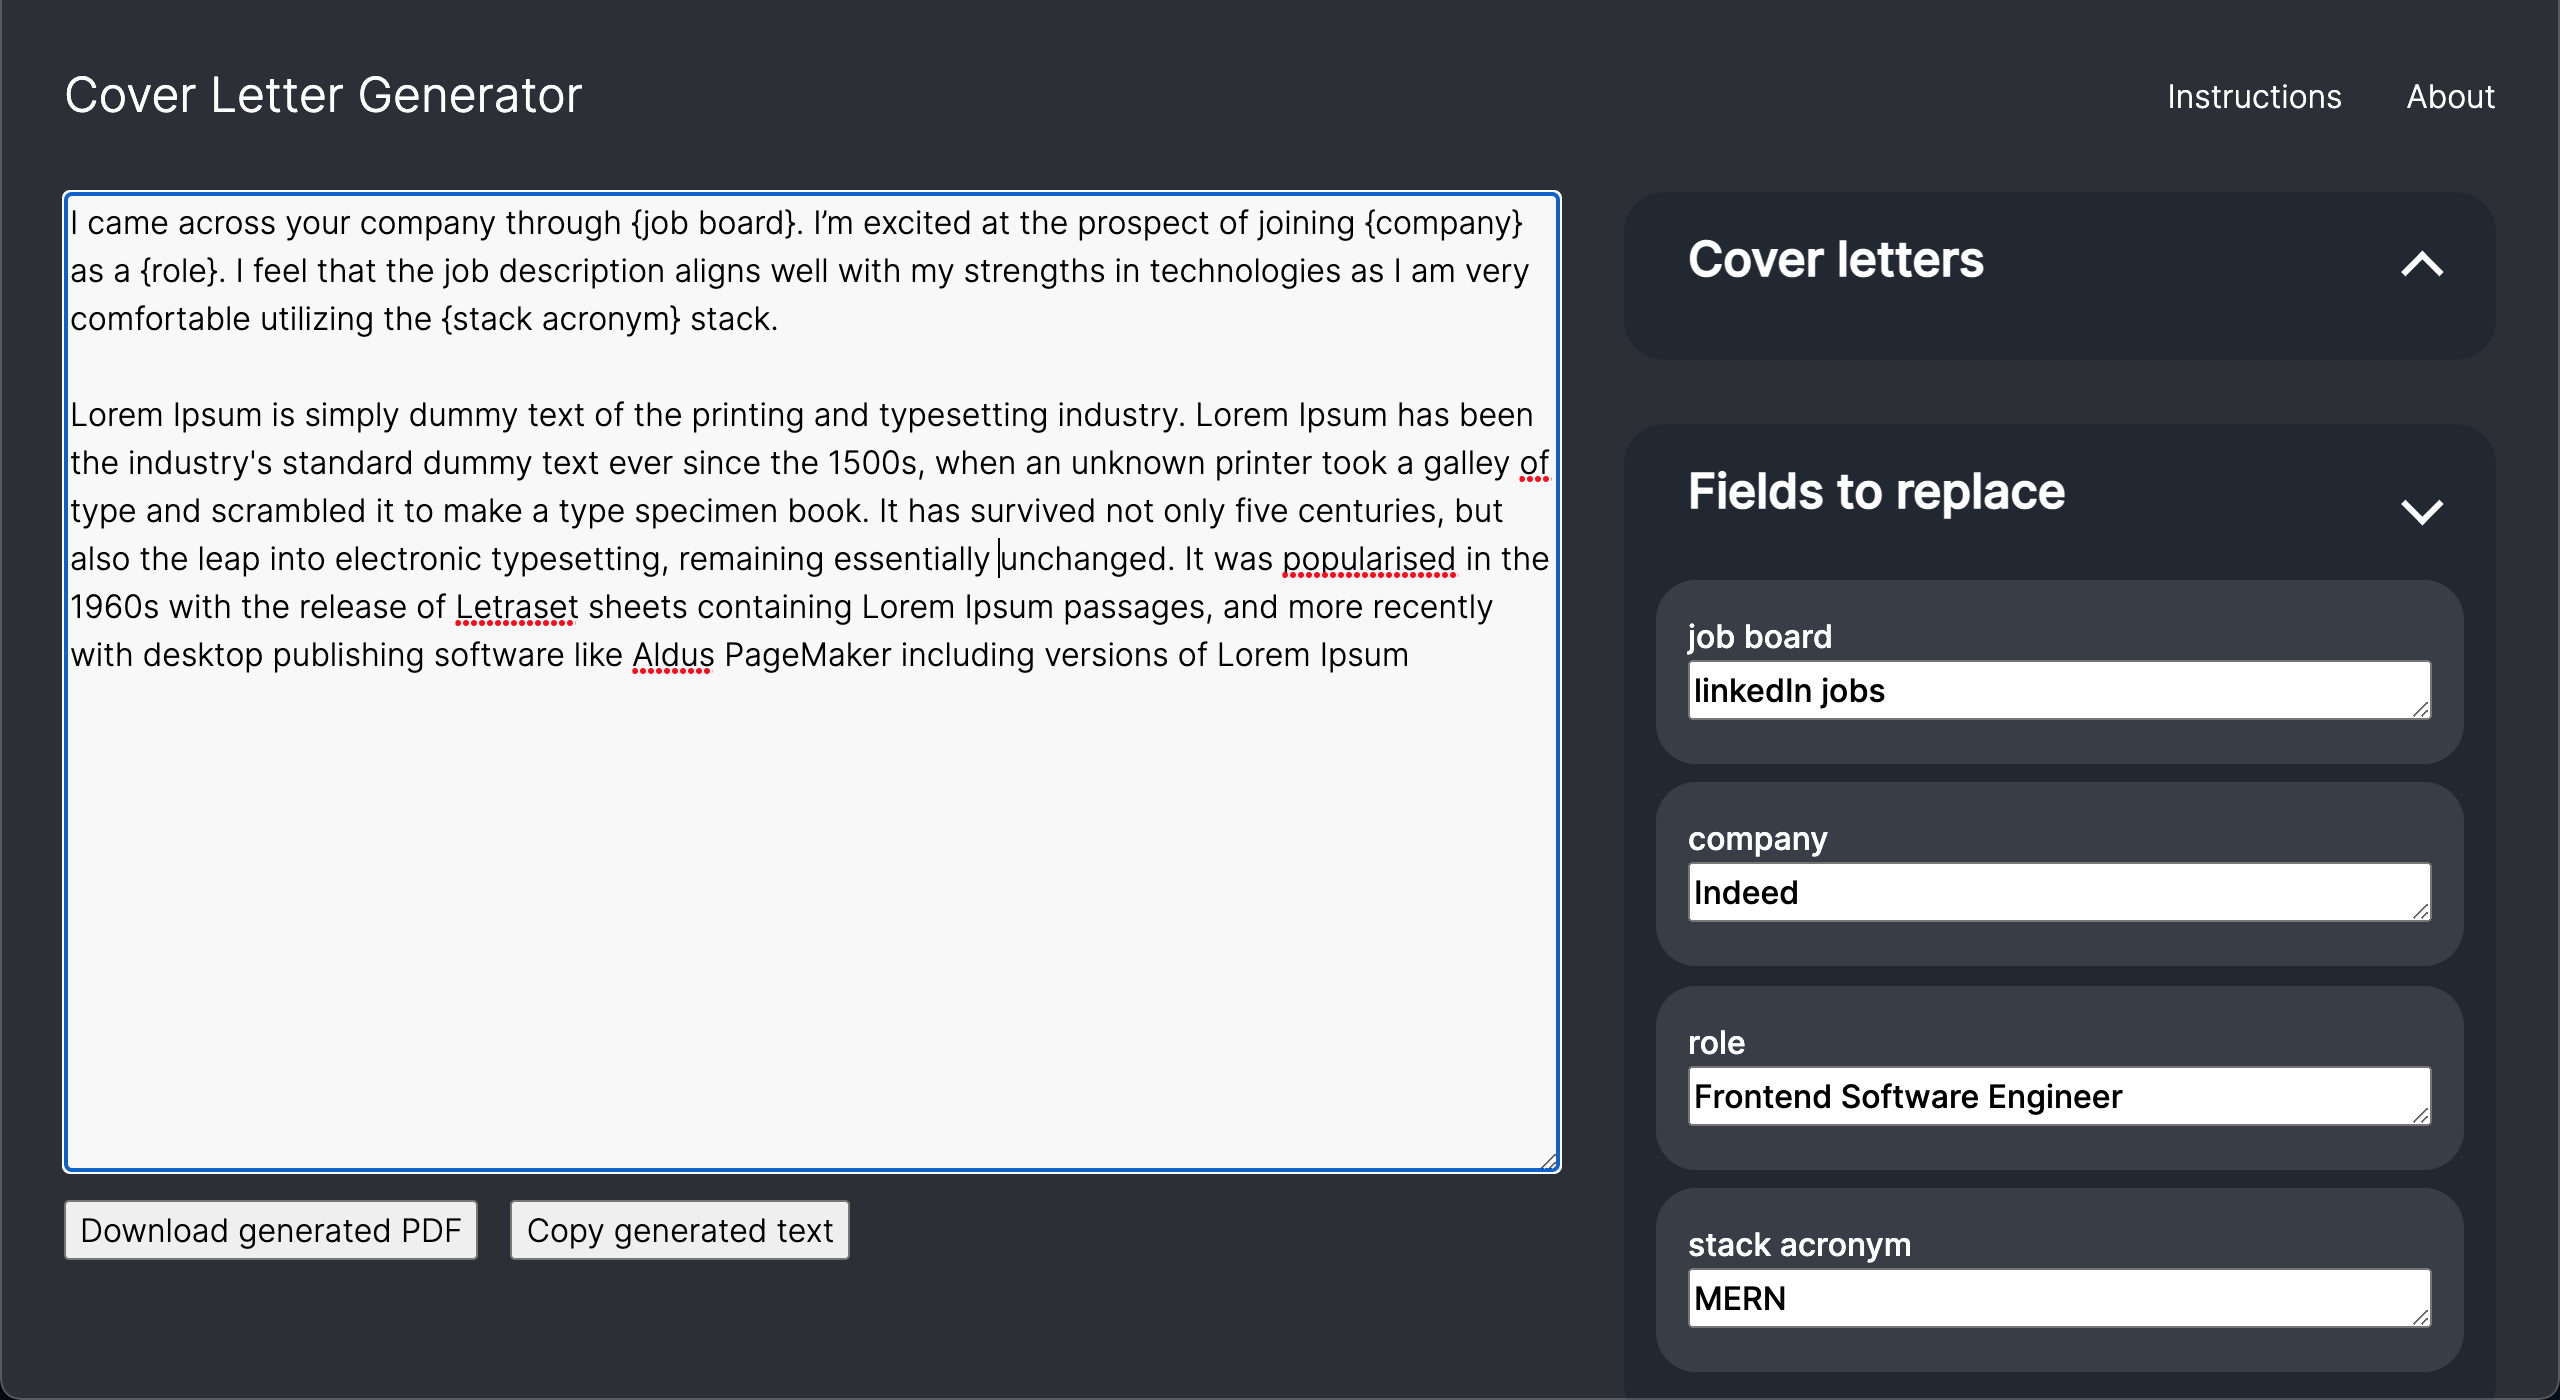 Cover Letter Generator
Instructions
About
I came across your company through {job board}. I’m excited at the prospect of joining {company}
as a {role}. I feel that the job description aligns well with my strengths in technologies as I am very
comfortable utilizing the {stack acronym} stack.
Lorem Ipsum is simply dummy text of the printing and typesetting industry. Lorem Ipsum has been
the industry's standard dummy text ever since the 1500s, when an unknown printer took a galley of
type and scrambled it to make a type specimen book. It has survived not only five centuries, but
also the leap into electronic typesetting, remaining essentially unchanged. It was popularised in the
1960s with the release of Letraset sheets containing Lorem Ipsum passages, and more recently
with desktop publishing software like Aldus PageMaker including versions of Lorem Ipsum
Download generated PDF
Copy generated text
Cover letters
Fields to replace
job board
linkedIn jobs
company
Indeed
role
Frontend Software Engineer
stack acronym
MERN